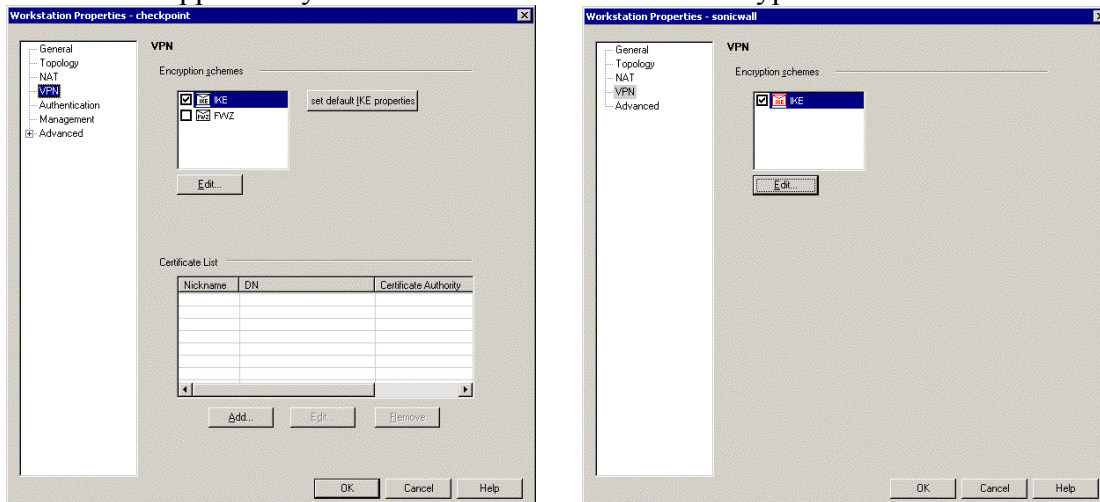 Workstation Properties - checkpoint
General
Topology
NAT
VPN
Authentication
Management
Advanced
VPN
Encryption schemes
IKE
FWZ
set default IKE properties
Edit...
Certificate List
Nickname DN Certificate Authority
Add... Edit... Remove
OK Cancel Help
Workstation Properties - sonicwall
General
Topology
NAT
VPN
Advanced
VPN
Encryption schemes
IKE
Edit...
OK Cancel Help